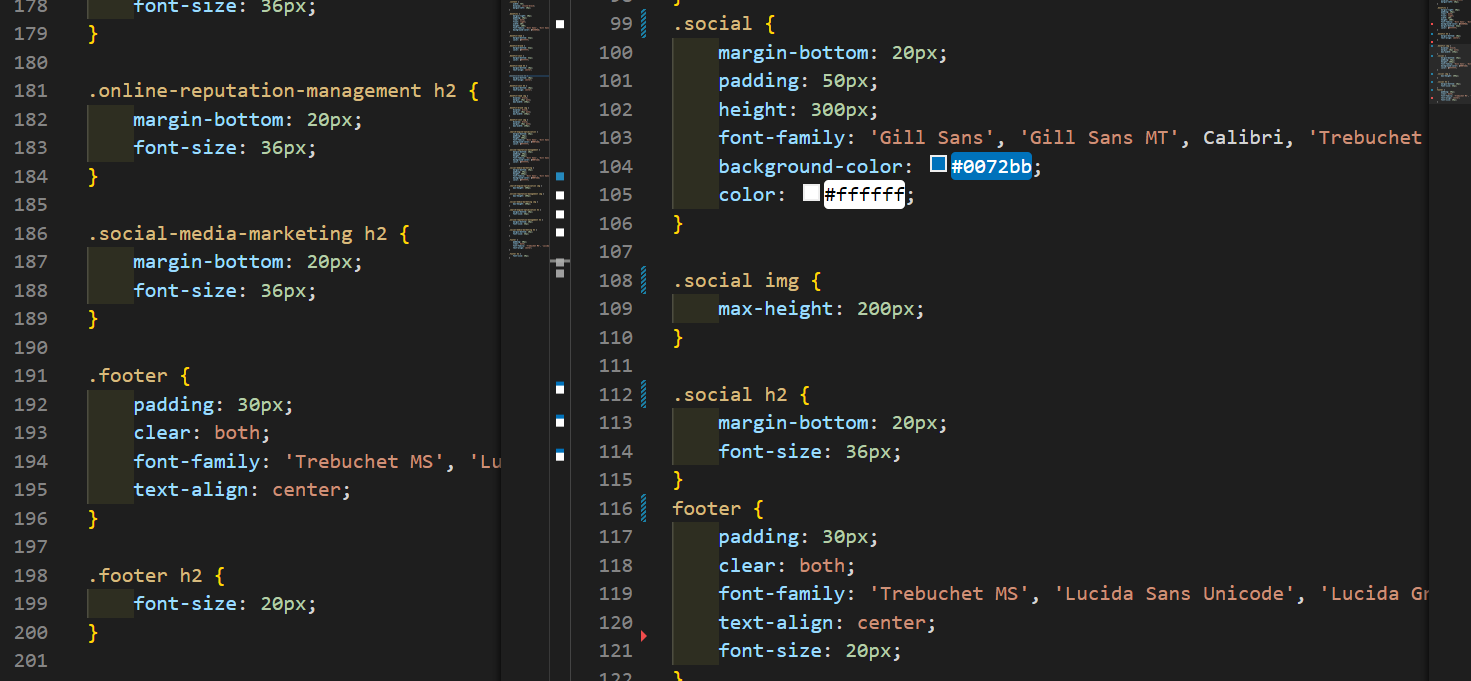 178 font-size: 36px;
179 }
180
181 .online-reputation-management h2 {
182 margin-bottom: 20px;
183 font-size: 36px;
184 }
185
186 .social-media-marketing h2 {
187 margin-bottom: 20px;
188 font-size: 36px;
189 }
190
191 .footer {
192 padding: 30px;
193 clear: both;
194 font-family: 'Trebuchet MS', 'Lu
195 text-align: center;
196 }
197
198 .footer h2 {
199 font-size: 20px;
200 }
201
99 .social {
100 margin-bottom: 20px;
101 padding: 50px;
102 height: 300px;
103 font-family: 'Gill Sans', 'Gill Sans MT', Calibri, 'Trebuchet
104 background-color: #0072bb;
105 color: #ffffff;
106 }
107
108 .social img {
109 max-height: 200px;
110 }
111
112 .social h2 {
113 margin-bottom: 20px;
114 font-size: 36px;
115 }
116 footer {
117 padding: 30px;
118 clear: both;
119 font-family: 'Trebuchet MS', 'Lucida Sans Unicode', 'Lucida Gr
120 text-align: center;
121 font-size: 20px;
122 }